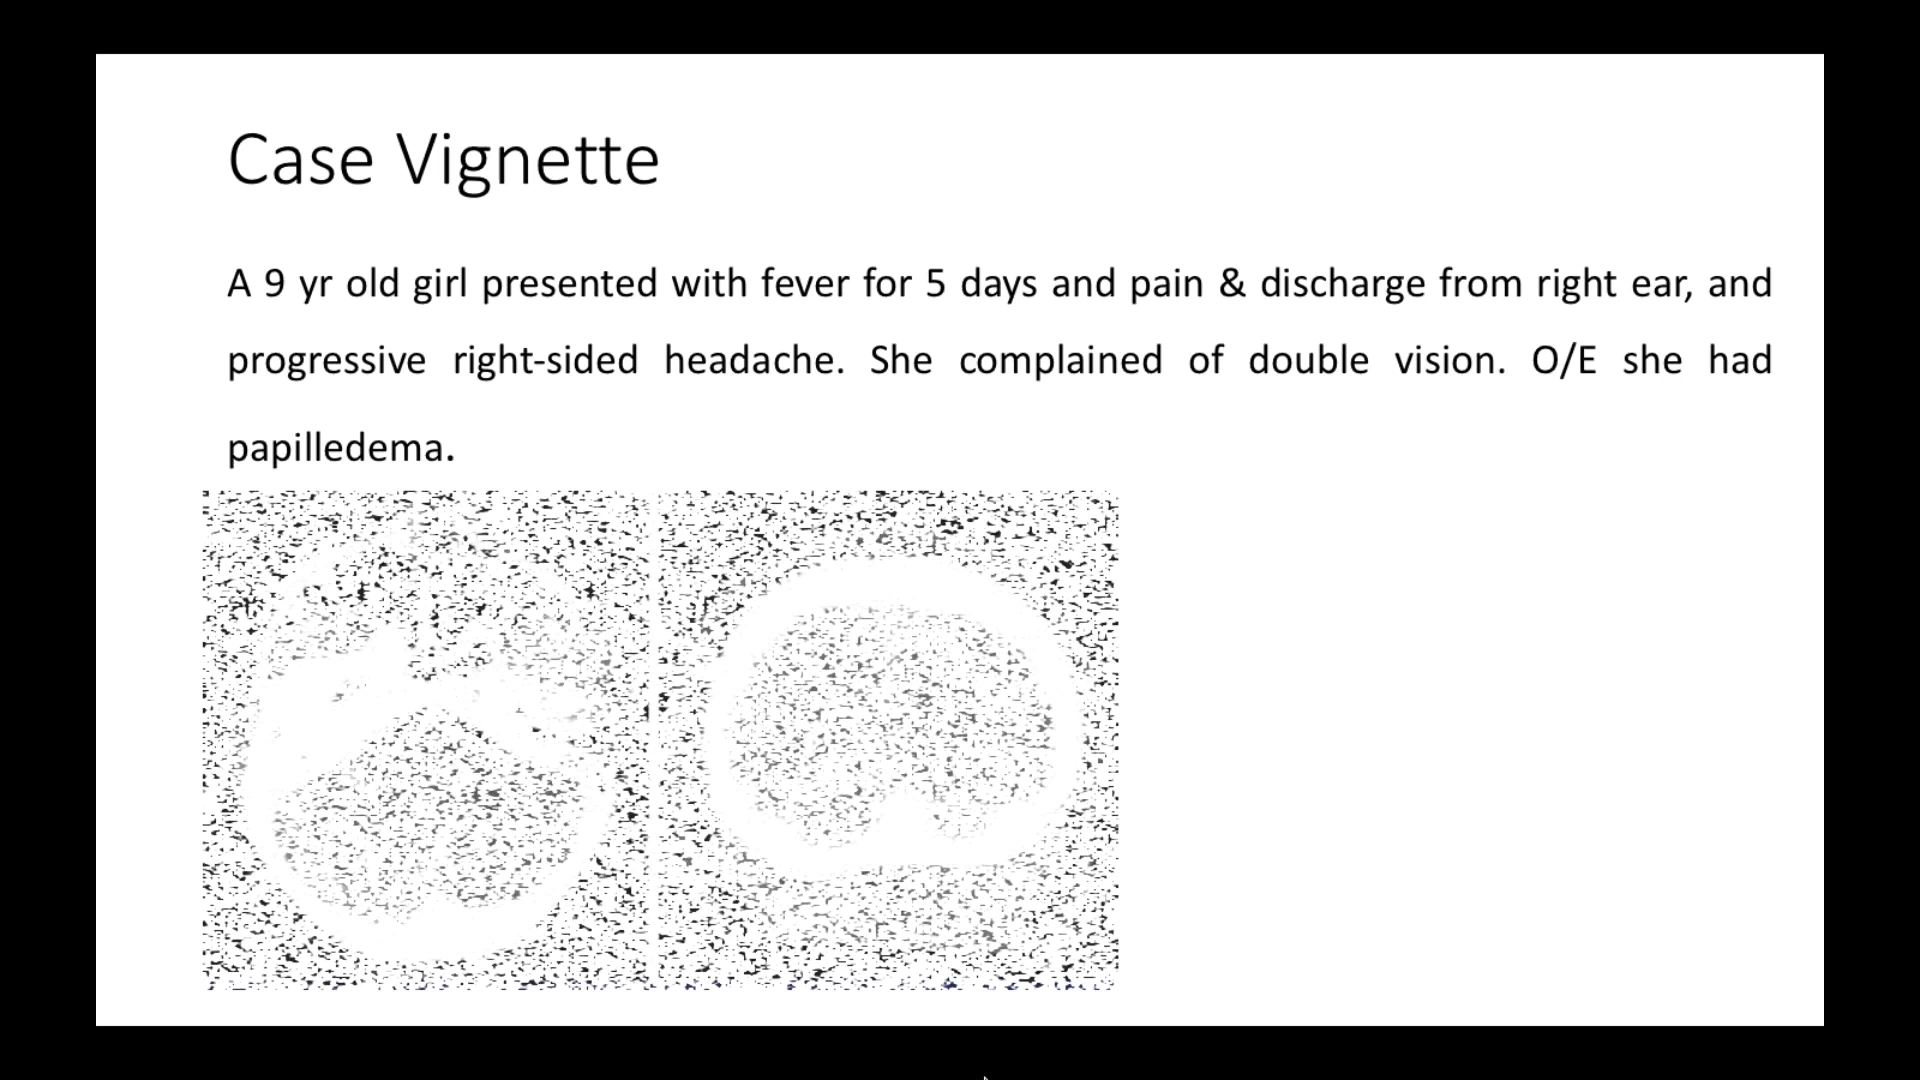 Case Vignette
A 9 yr old girl presented with fever for 5 days and pain & discharge from right ear, and
progressive right-sided headache. She complained of double vision. O/E she had
papilledema.